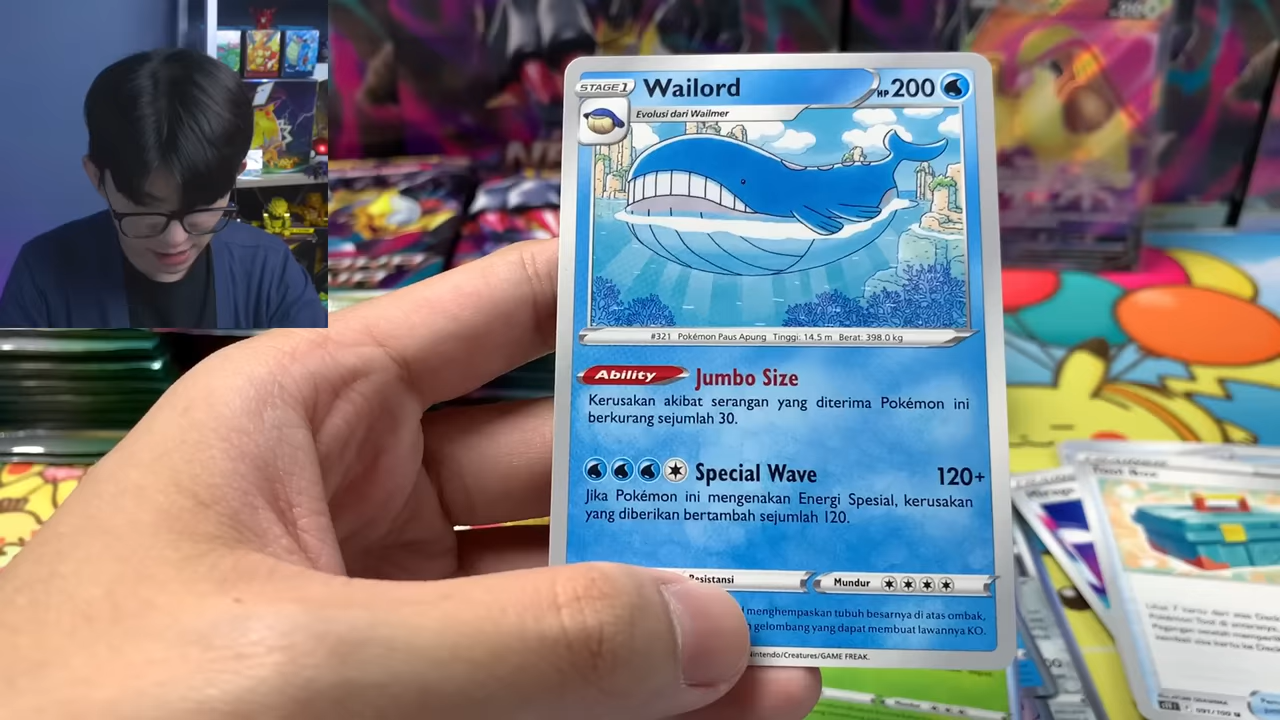 STAGE1 Wailord HP 200
Evolusi dari Wailmer
#321 Pokémon Paus Apung Tinggi: 14.5 m Berat: 398.0 kg
Ability Jumbo Size
Kerusakan akibat serangan yang diterima Pokémon ini
berkurang sejumlah 30.
Special Wave 120+
Jika Pokémon ini mengenakan Energi Spesial, kerusakan
yang diberikan bertambah sejumlah 120.
Resistansi Mundur
menghempaskan tubuh besarnya di atas ombak,
gelombang yang dapat membuat lawannya KO.
Nintendo/Creatures/GAME FREAK.